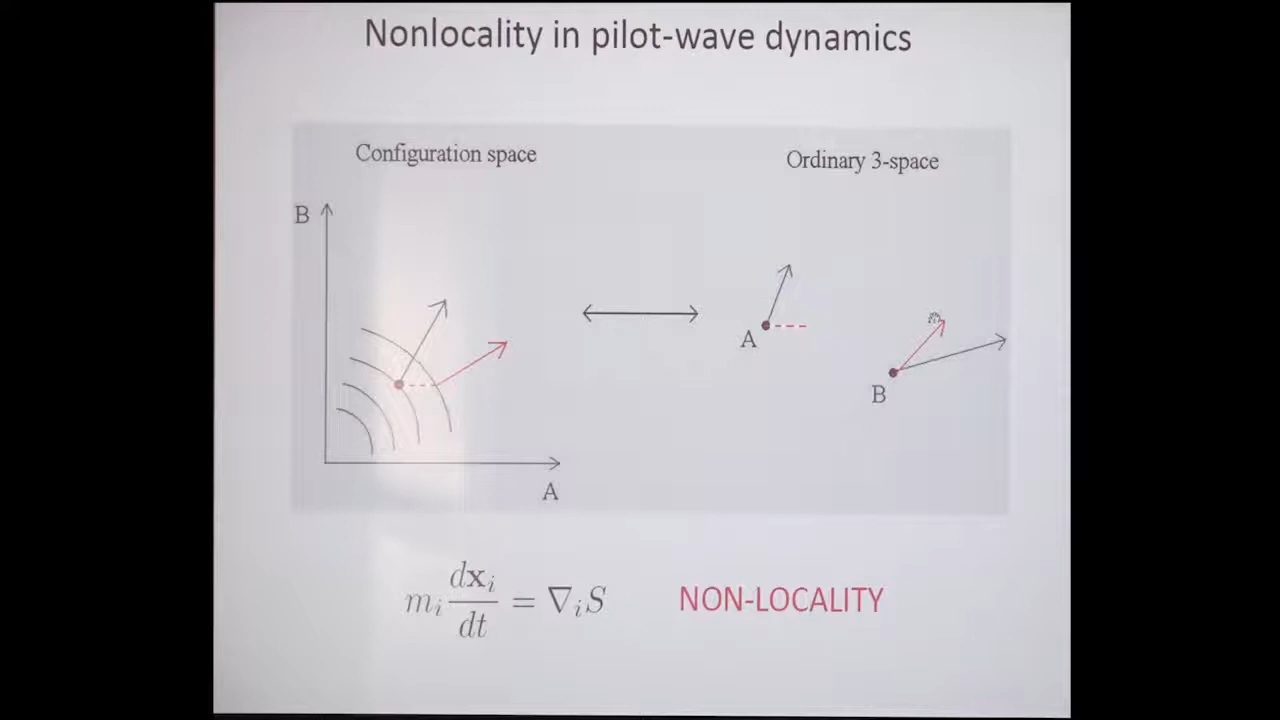 Nonlocality in pilot-wave dynamics
Configuration space
Ordinary 3-space
B
A
A
B
m_i \frac{d\mathbf{x}_i}{dt} = \nabla_i S
NON-LOCALITY